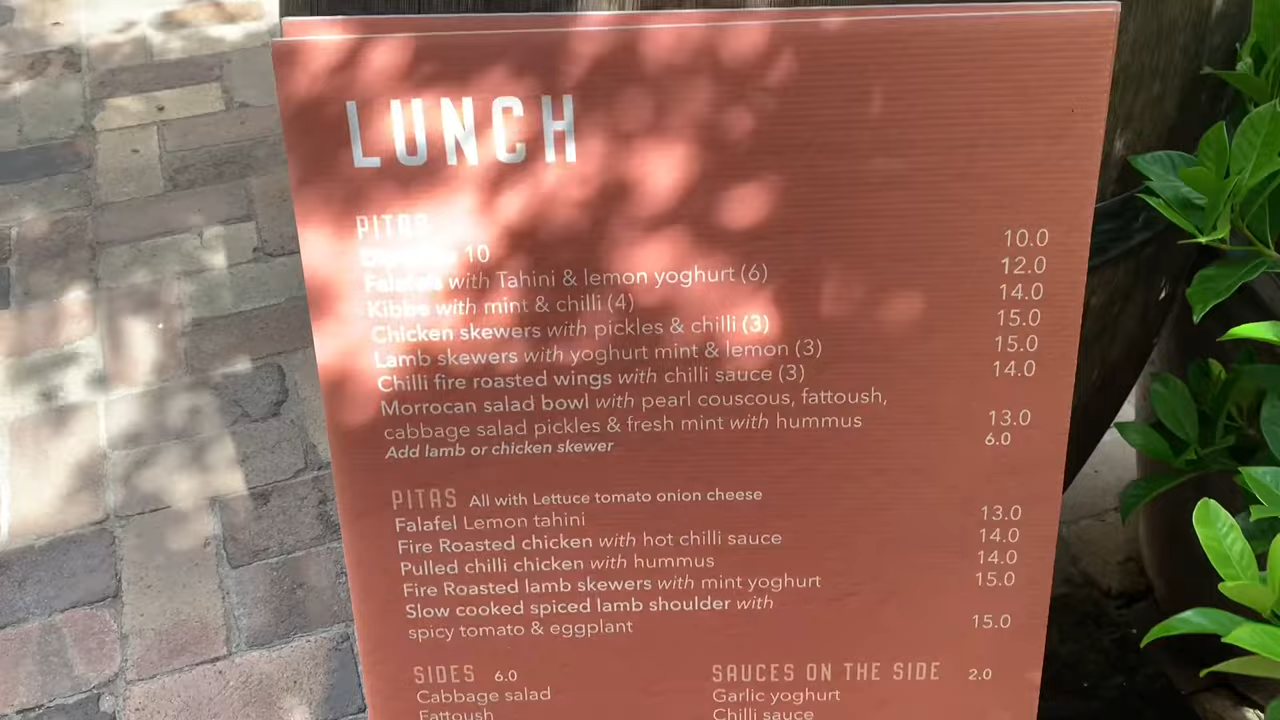 LUNCH
PITAS
10 10.0
Falafels with Tahini & lemon yoghurt (6) 12.0
Kibbe with mint & chilli (4) 14.0
Chicken skewers with pickles & chilli (3) 15.0
Lamb skewers with yoghurt mint & lemon (3) 15.0
Chilli fire roasted wings with chilli sauce (3) 14.0
Morrocan salad bowl with pearl couscous, fattoush,
cabbage salad pickles & fresh mint with hummus 13.0
Add lamb or chicken skewer 6.0
PITAS All with Lettuce tomato onion cheese
Falafel Lemon tahini 13.0
Fire Roasted chicken with hot chilli sauce 14.0
Pulled chilli chicken with hummus 14.0
Fire Roasted lamb skewers with mint yoghurt 15.0
Slow cooked spiced lamb shoulder with
spicy tomato & eggplant 15.0
SIDES 6.0
Cabbage salad
Fattoush
SAUCES ON THE SIDE 2.0
Garlic yoghurt
Chilli sauce